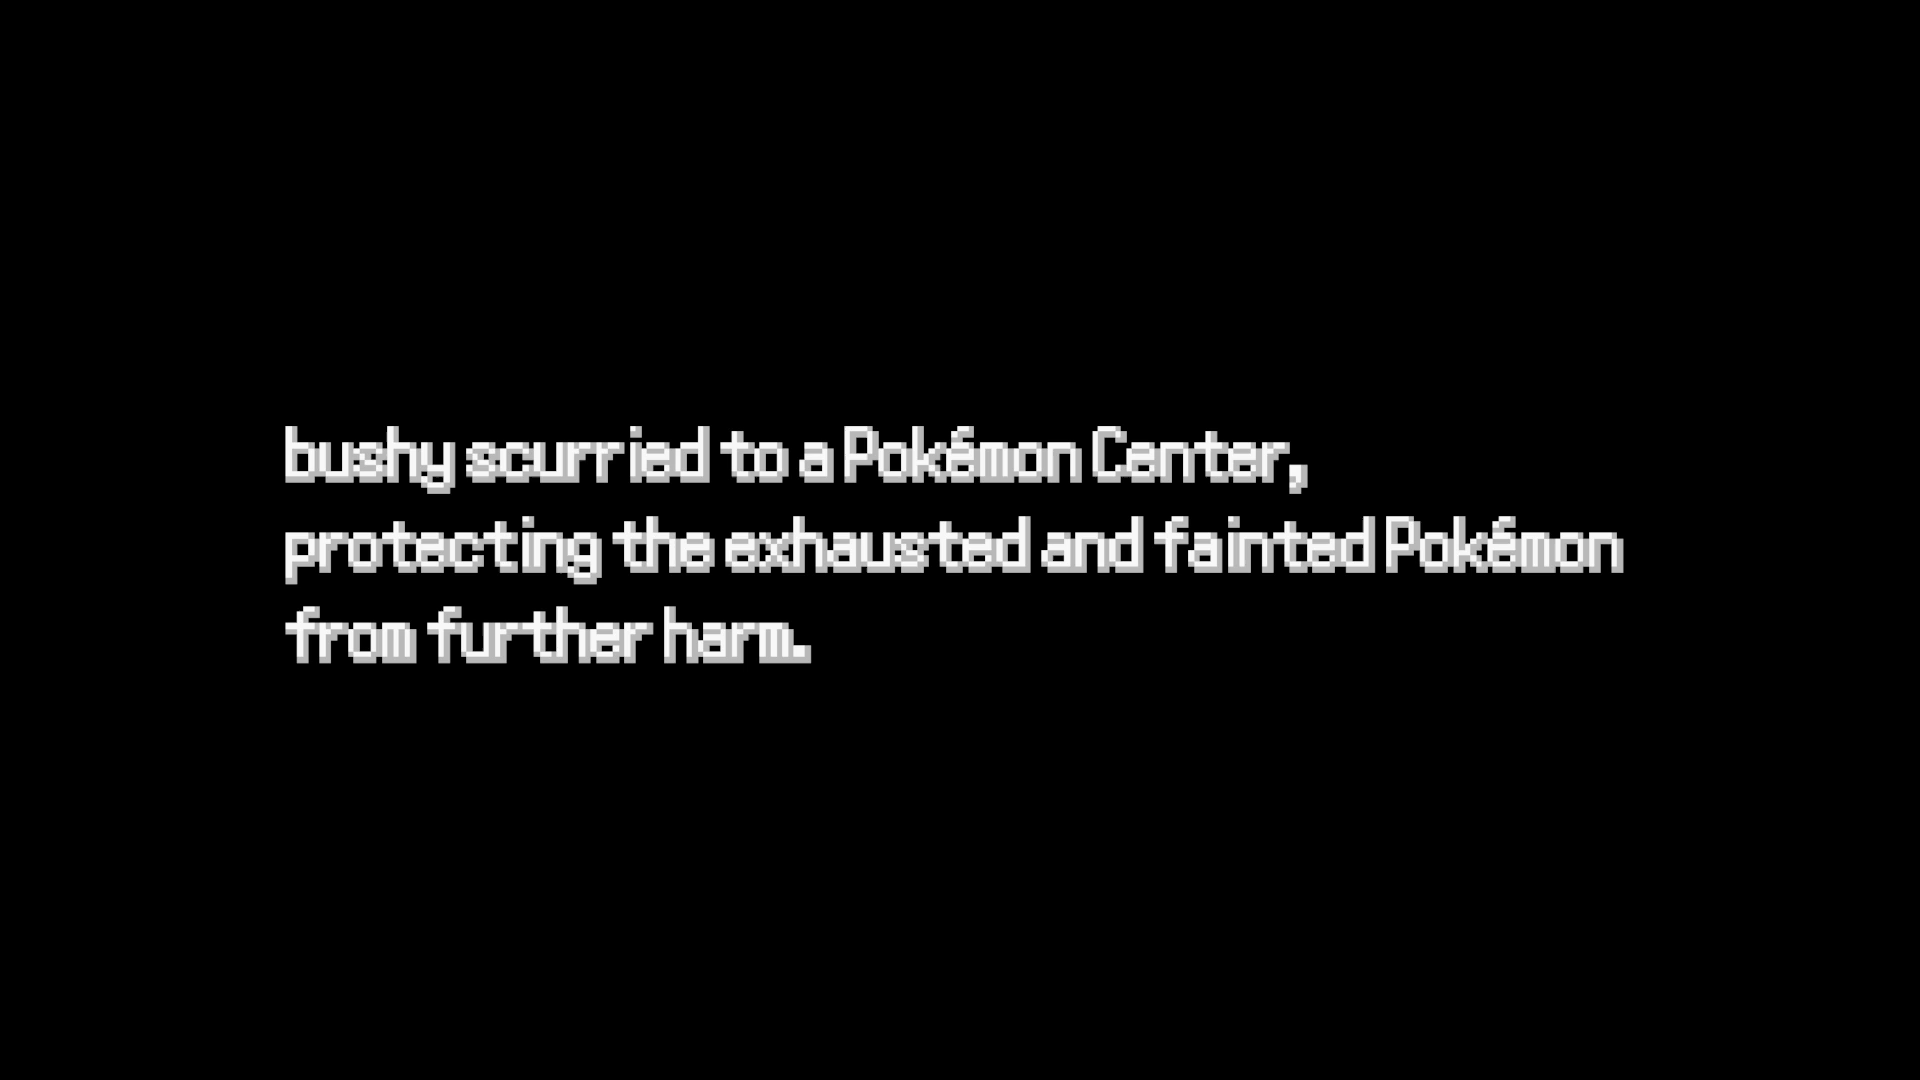 bushy scurried to a Pokémon Center,
protecting the exhausted and fainted Pokémon
from further harm.